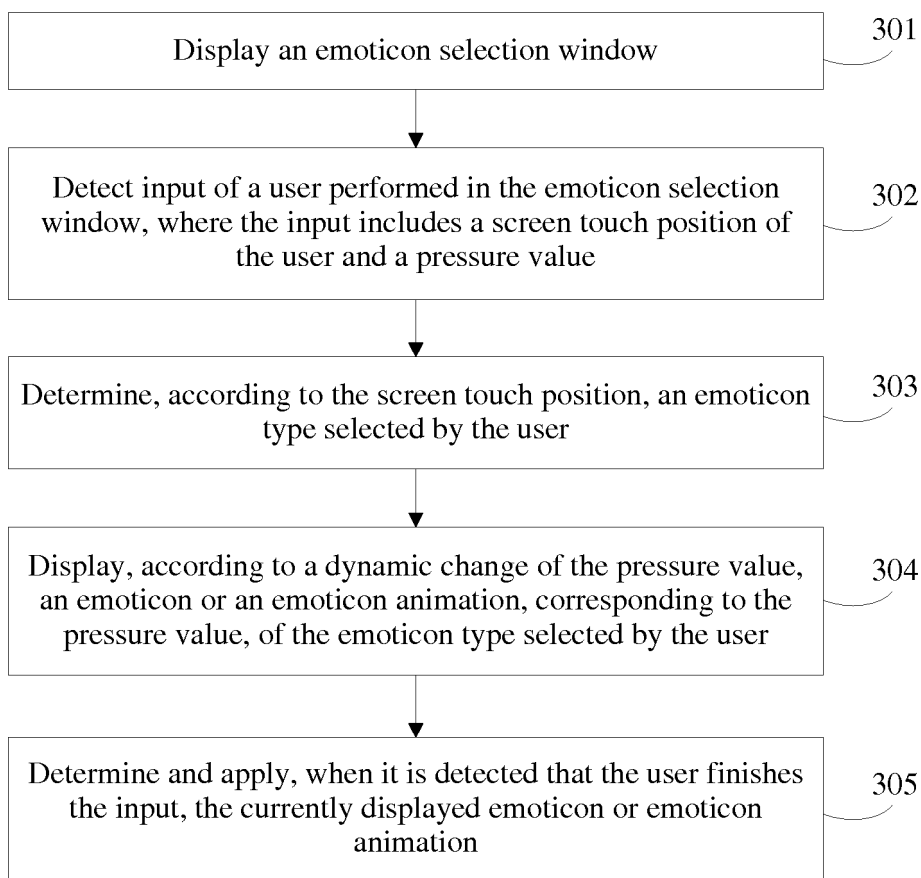 Display an emoticon selection window
301
Detect input of a user performed in the emoticon selection
window, where the input includes a screen touch position of
the user and a pressure value
302
Determine, according to the screen touch position, an emoticon
type selected by the user
303
Display, according to a dynamic change of the pressure value,
an emoticon or an emoticon animation, corresponding to the
pressure value, of the emoticon type selected by the user
304
Determine and apply, when it is detected that the user finishes
the input, the currently displayed emoticon or emoticon
animation
305